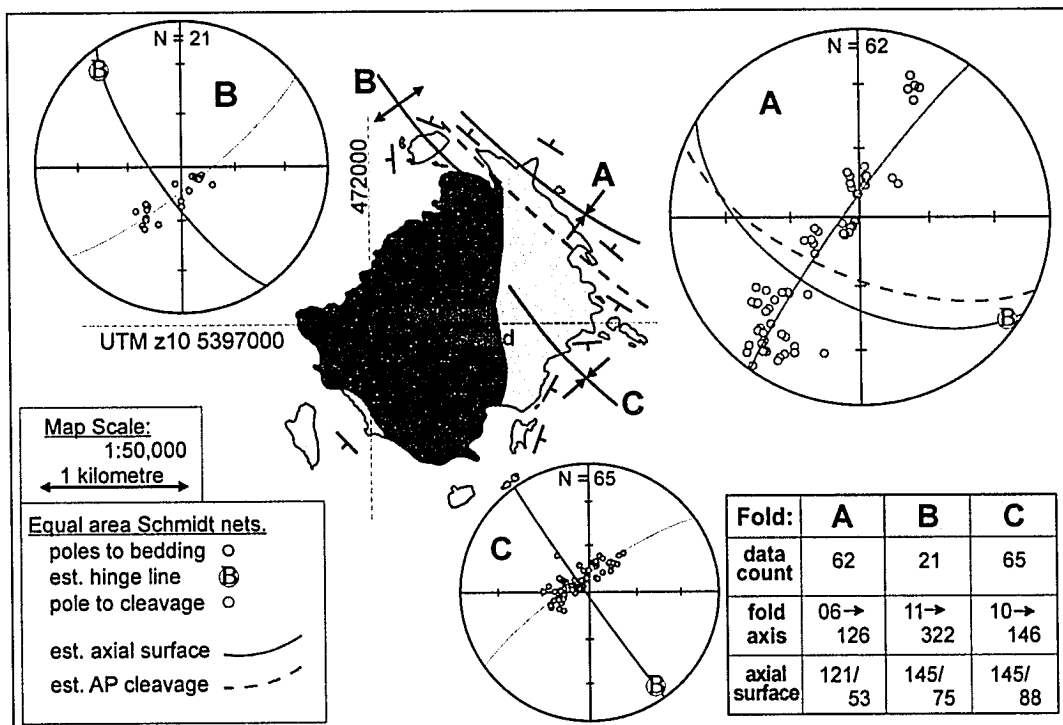 N = 21
B
B
B
472000
A
UTM z10 5397000
d
C
N = 62
A
B
Map Scale:
1:50,000
1 kilometre
Equal area Schmidt nets.
poles to bedding
est. hinge line B
pole to cleavage
est. axial surface
est. AP cleavage
N = 65
C
B
Fold: A B C
data count 62 21 65
fold axis 06→ 126 11→ 322 10→ 146
axial surface 121/ 53 145/ 75 145/ 88